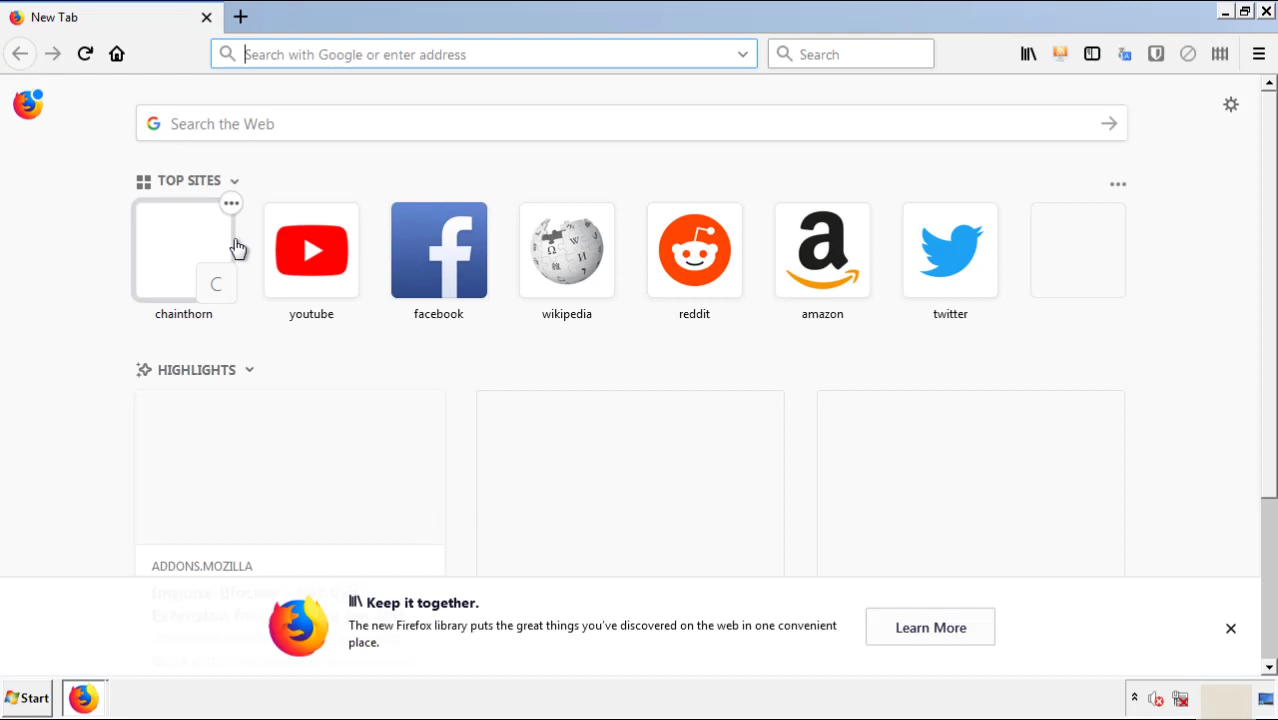 New Tab
Search with Google or enter address
Search
Search the Web
TOP SITES
C
chainthorn
youtube
facebook
wikipedia
reddit
amazon
twitter
HIGHLIGHTS
ADDONS.MOZILLA
Keep it together.
The new Firefox library puts the great things you've discovered on the web in one convenient
place.
Learn More
Start